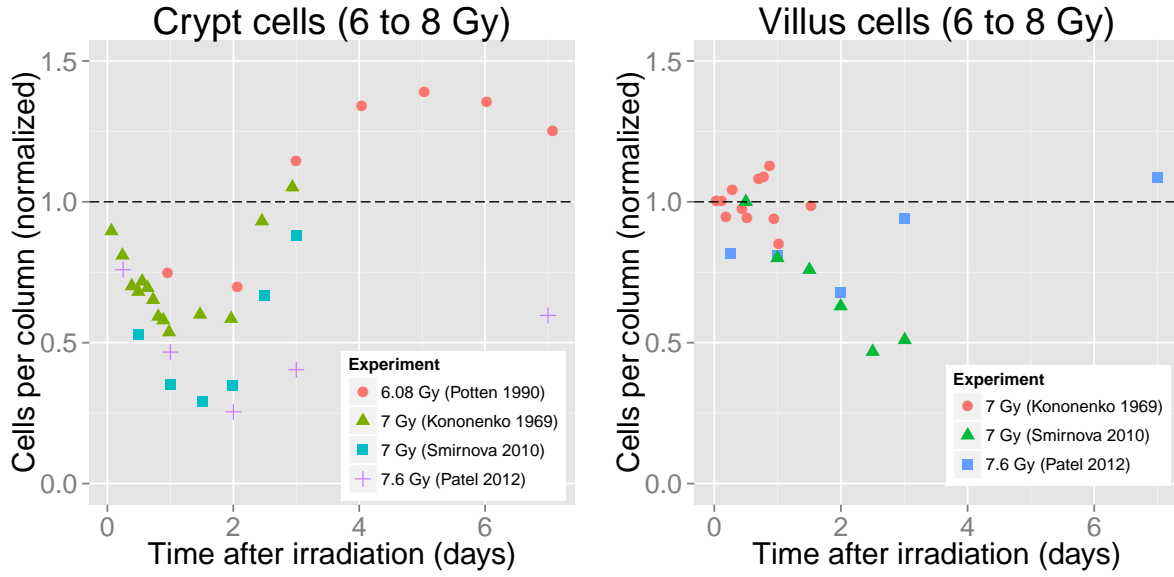 Crypt cells (6 to 8 Gy)
Cells per column (normalized)
1.5
1.0
0.5
0.0
0
2
4
6
Time after irradiation (days)
Experiment
6.08 Gy (Potten 1990)
7 Gy (Kononenko 1969)
7 Gy (Smirnova 2010)
7.6 Gy (Patel 2012)
Villus cells (6 to 8 Gy)
Cells per column (normalized)
1.5
1.0
0.5
0.0
0
2
4
6
Time after irradiation (days)
Experiment
7 Gy (Kononenko 1969)
7 Gy (Smirnova 2010)
7.6 Gy (Patel 2012)